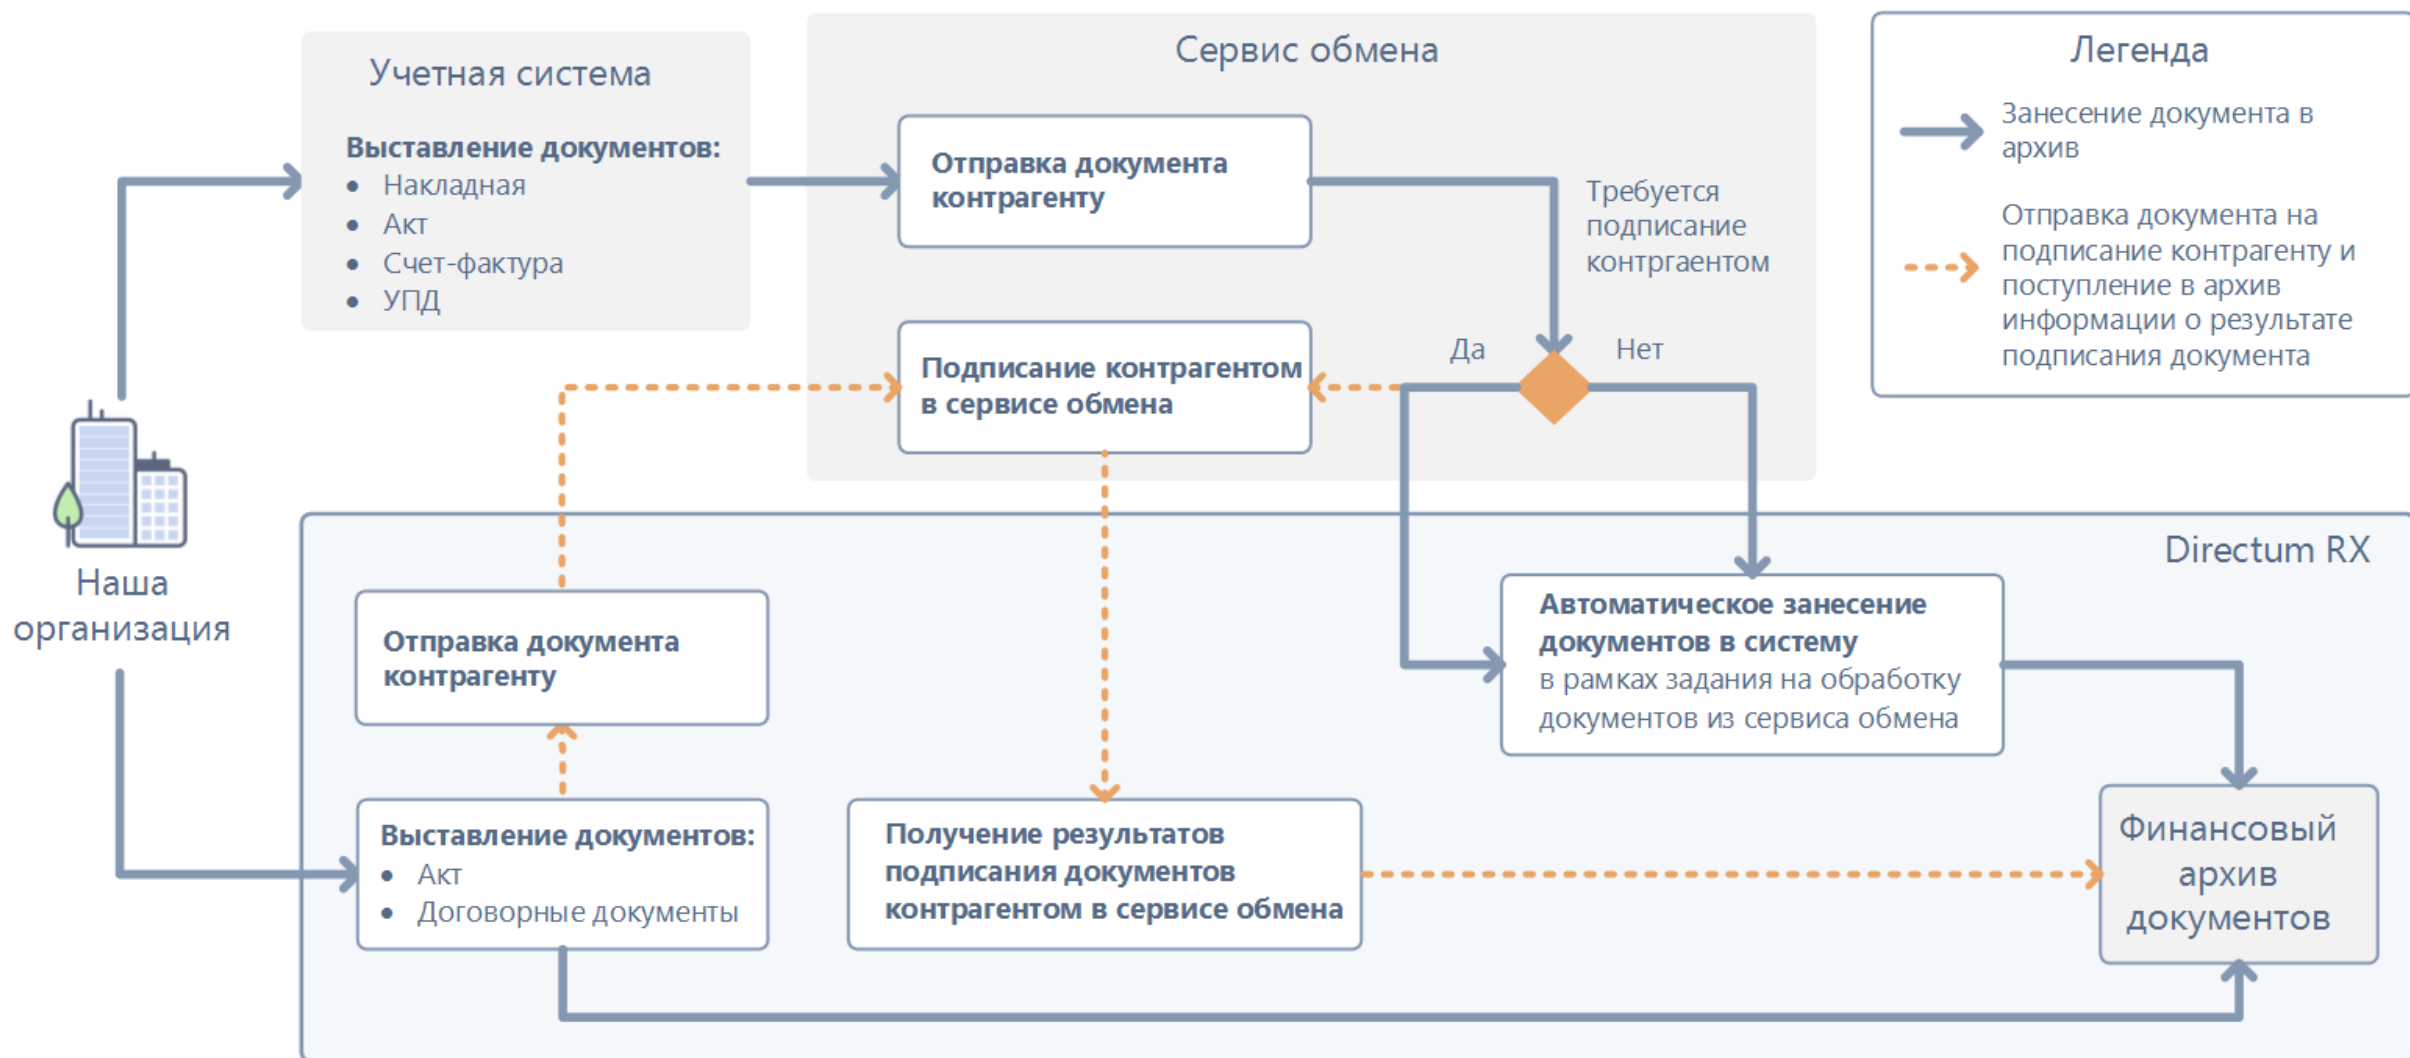 Учетная система
Выставление документов:
• Накладная
• Акт
• Счет-фактура
• УПД
Сервис обмена
Отправка документа
контрагенту
Требуется
подписание
контргаентом
Подписание контрагентом
в сервисе обмена
Да
Нет
Легенда
Занесение документа в
архив
Отправка документа на
подписание контрагенту и
поступление в архив
информации о результате
подписания документа
Наша
организация
Directum RX
Отправка документа
контрагенту
Выставление документов:
• Акт
• Договорные документы
Получение результатов
подписания документов
контрагентом в сервисе обмена
Автоматическое занесение
документов в систему
в рамках задания на обработку
документов из сервиса обмена
Финансовый
архив
документов